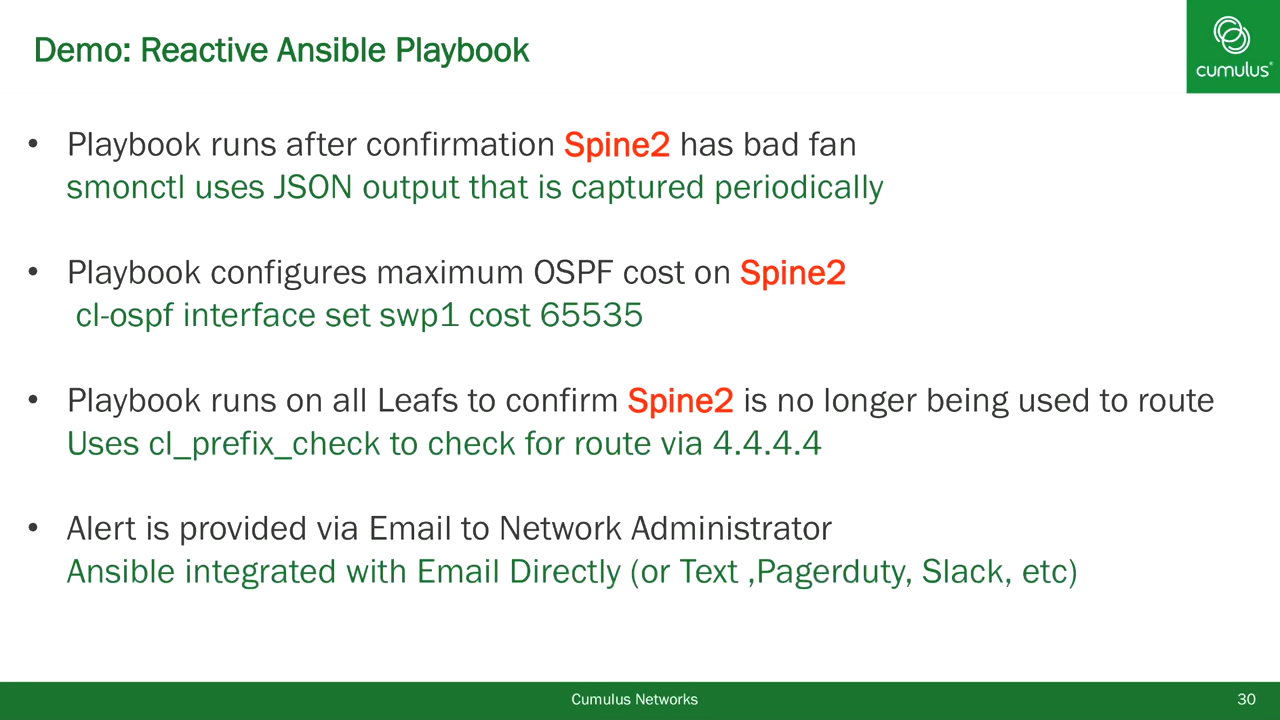 Demo: Reactive Ansible Playbook
cumulus®
• Playbook runs after confirmation Spine2 has bad fan
smonctl uses JSON output that is captured periodically
• Playbook configures maximum OSPF cost on Spine2
cl-ospf interface set swp1 cost 65535
• Playbook runs on all Leafs to confirm Spine2 is no longer being used to route
Uses cl_prefix_check to check for route via 4.4.4.4
• Alert is provided via Email to Network Administrator
Ansible integrated with Email Directly (or Text ,Pagerduty, Slack, etc)
Cumulus Networks
30